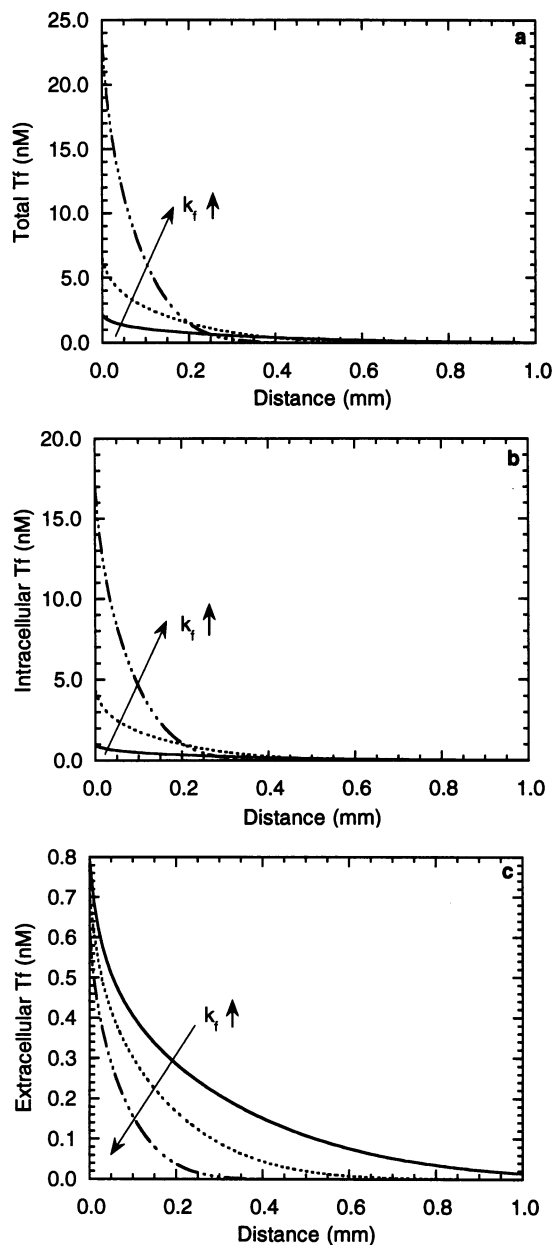 a
25.0
20.0
15.0
10.0
5.0
0.0
Total Tf (nM)
k_f ↑
0.0 0.2 0.4 0.6 0.8 1.0
Distance (mm)
b
20.0
15.0
10.0
5.0
0.0
Intracellular Tf (nM)
k_f ↑
0.0 0.2 0.4 0.6 0.8 1.0
Distance (mm)
c
0.8
0.7
0.6
0.5
0.4
0.3
0.2
0.1
0.0
Extracellular Tf (nM)
k_f ↑
0.0 0.2 0.4 0.6 0.8 1.0
Distance (mm)